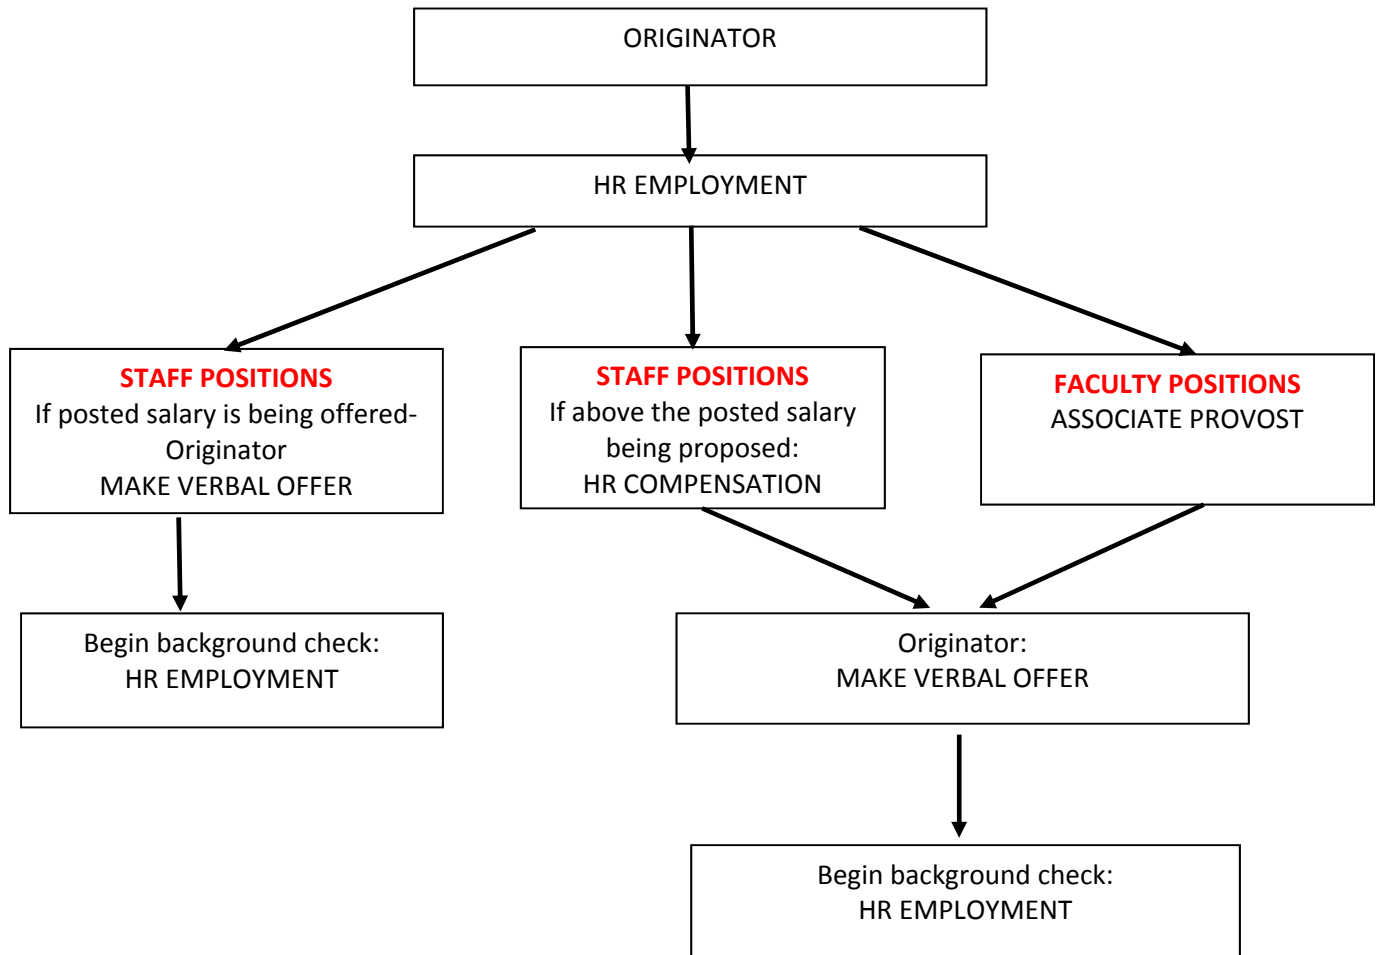 ORIGINATOR
HR EMPLOYMENT
STAFF POSITIONS
If posted salary is being offered-
Originator
MAKE VERBAL OFFER
STAFF POSITIONS
If above the posted salary
being proposed:
HR COMPENSATION
FACULTY POSITIONS
ASSOCIATE PROVOST
Begin background check:
HR EMPLOYMENT
Originator:
MAKE VERBAL OFFER
Begin background check:
HR EMPLOYMENT